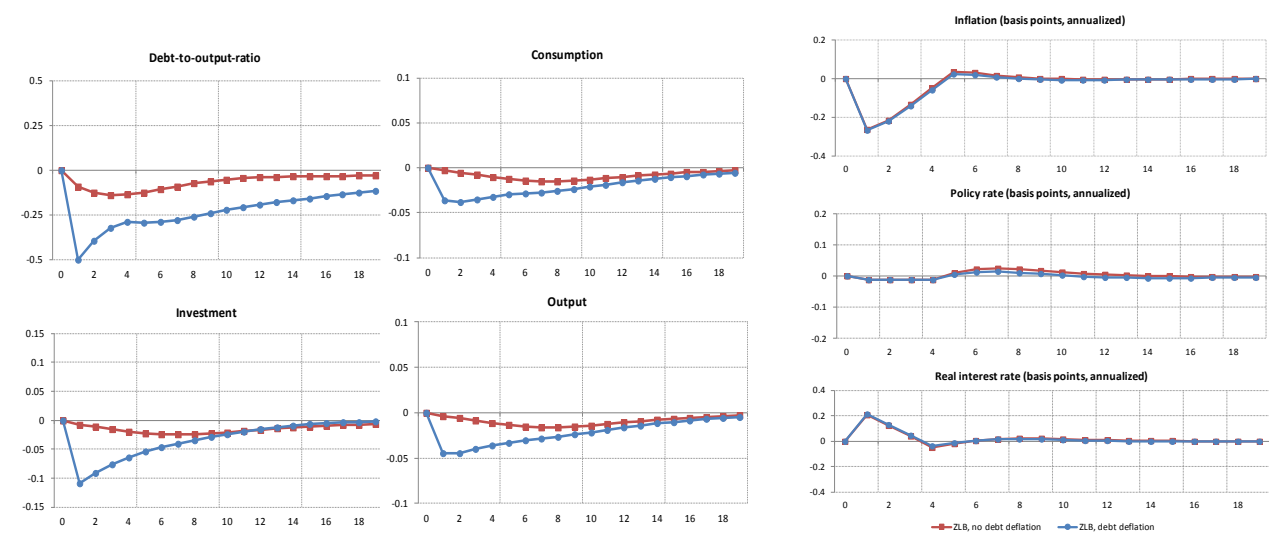 Debt-to-output-ratio
0.5
0.25
0
-0.25
-0.5
0 2 4 6 8 10 12 14 16 18
Consumption
0.1
0.05
0
-0.05
-0.1
0 2 4 6 8 10 12 14 16 18
Investment
0.15
0.1
0.05
0
-0.05
-0.1
-0.15
0 2 4 6 8 10 12 14 16 18
Output
0.1
0.05
0
-0.05
-0.1
0 2 4 6 8 10 12 14 16 18
Inflation (basis points, annualized)
0.2
0
-0.2
-0.4
0 2 4 6 8 10 12 14 16 18
Policy rate (basis points, annualized)
0.2
0.1
0
-0.1
-0.2
0 2 4 6 8 10 12 14 16 18
Real interest rate (basis points, annualized)
0.4
0.2
0
-0.2
-0.4
0 2 4 6 8 10 12 14 16 18
ZLB, no debt deflation ZLB, debt deflation